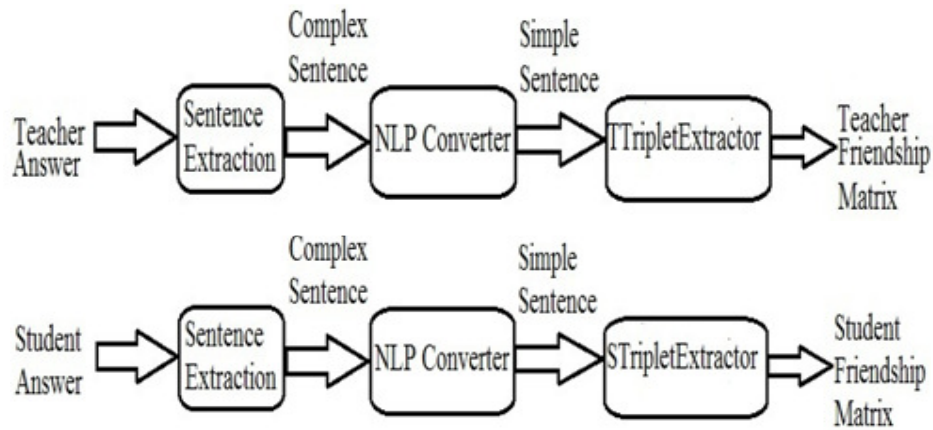 Complex
Sentence
Simple
Sentence
Teacher
Answer
Sentence
Extraction
NLP Converter
TTripletExtractor
Teacher
Friendship
Matrix
Complex
Sentence
Simple
Sentence
Student
Answer
Sentence
Extraction
NLP Converter
STripletExtractor
Student
Friendship
Matrix